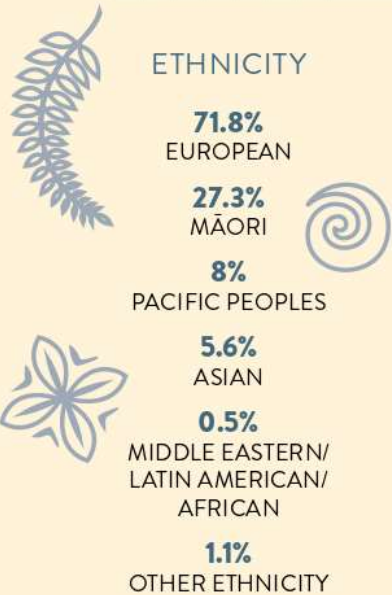 ETHNICITY
71.8%
EUROPEAN
27.3%
MĀORI
8%
PACIFIC PEOPLES
5.6%
ASIAN
0.5%
MIDDLE EASTERN/
LATIN AMERICAN/
AFRICAN
1.1%
OTHER ETHNICITY